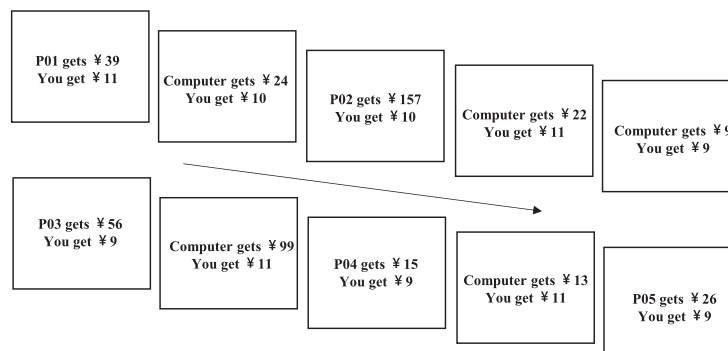 P01 gets ¥ 39
You get ¥ 11
Computer gets ¥ 24
You get ¥ 10
P02 gets ¥ 157
You get ¥ 10
Computer gets ¥ 22
You get ¥ 11
Computer gets ¥ 9
You get ¥ 9
P03 gets ¥ 56
You get ¥ 9
Computer gets ¥ 99
You get ¥ 11
P04 gets ¥ 15
You get ¥ 9
Computer gets ¥ 13
You get ¥ 11
P05 gets ¥ 26
You get ¥ 9